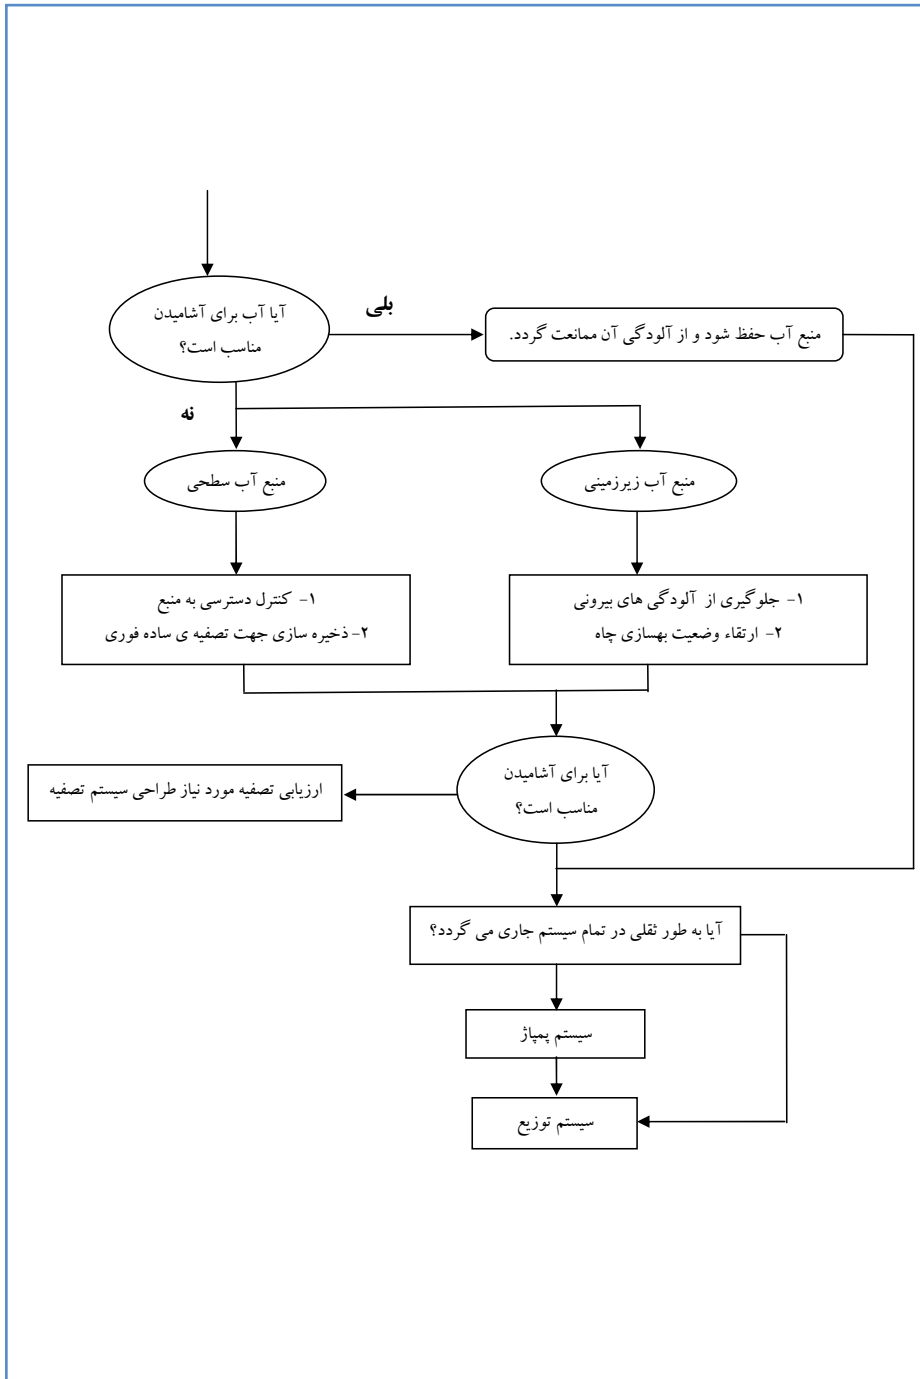 آیا آب برای آشامیدن
مناسب است؟
بلی
منبع آب حفظ شود و از آلودگی آن ممانعت گردد.
نه
منبع آب زیرزمینی
منبع آب سطحی
۱- جلوگیری از آلودگی های بیرونی
۲- ارتقاء وضعیت بهسازی چاه
۱- کنترل دسترسی به منبع
۲- ذخیره سازی جهت تصفیه ی ساده فوری
آیا برای آشامیدن
مناسب است؟
ارزیابی تصفیه مورد نیاز طراحی سیستم تصفیه
آیا به طور ثقلی در تمام سیستم جاری می گردد؟
سیستم پمپاژ
سیستم توزیع